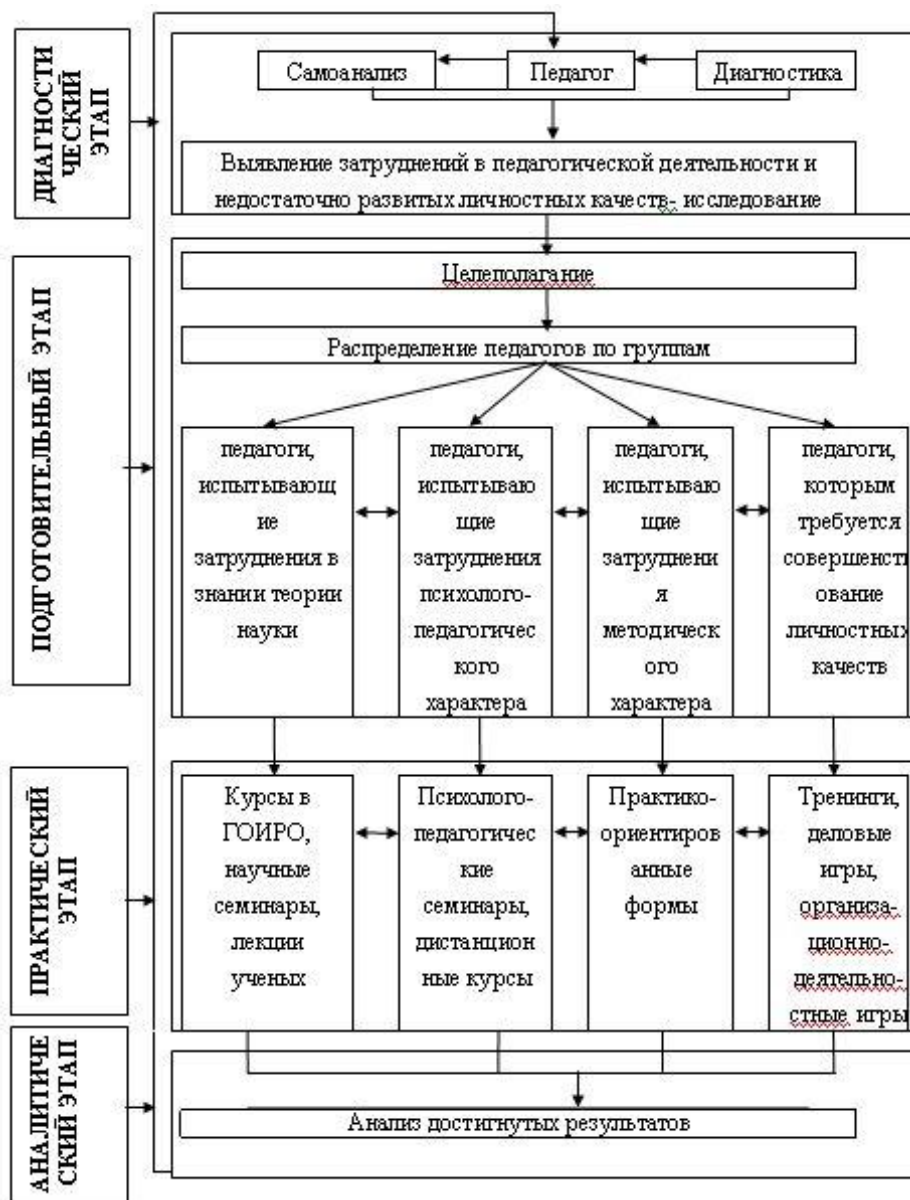 ДИАГНОСТИ
ЧЕСКИЙ
ЭТАП
Самоанализ
Педагог
Диагностика
Выявление затруднений в педагогической деятельности и
недостаточно развитых личностных качеств- исследование
ПОДГОТОВИТЕЛЬНЫЙ ЭТАП
Целеполагание
Распределение педагогов по группам
педагоги,
испытывающ
ие
затруднения в
знании теории
науки
педагоги,
испытываю
щие
затруднения
психолого-
педагогичес
кого
характера
педагоги,
испытываю
щие
затруднени
я
методическ
ого
характера
педагоги,
которым
требуется
совершенств
ование
личностных
качеств
ПРАКТИЧЕСКИЙ
ЭТАП
Курсы в
ГОИРО,
научные
семинары,
лекции
ученых
Психолого-
педагогичес
кие
семинары,
дистанцион
ные курсы
Практико-
ориентиров
анные
формы
Тренинги,
деловые
игры,
организа-
ционно-
деятельно-
стные игры
АНАЛИТИЧЕ
СКИЙ ЭТАП
Анализ достигнутых результатов